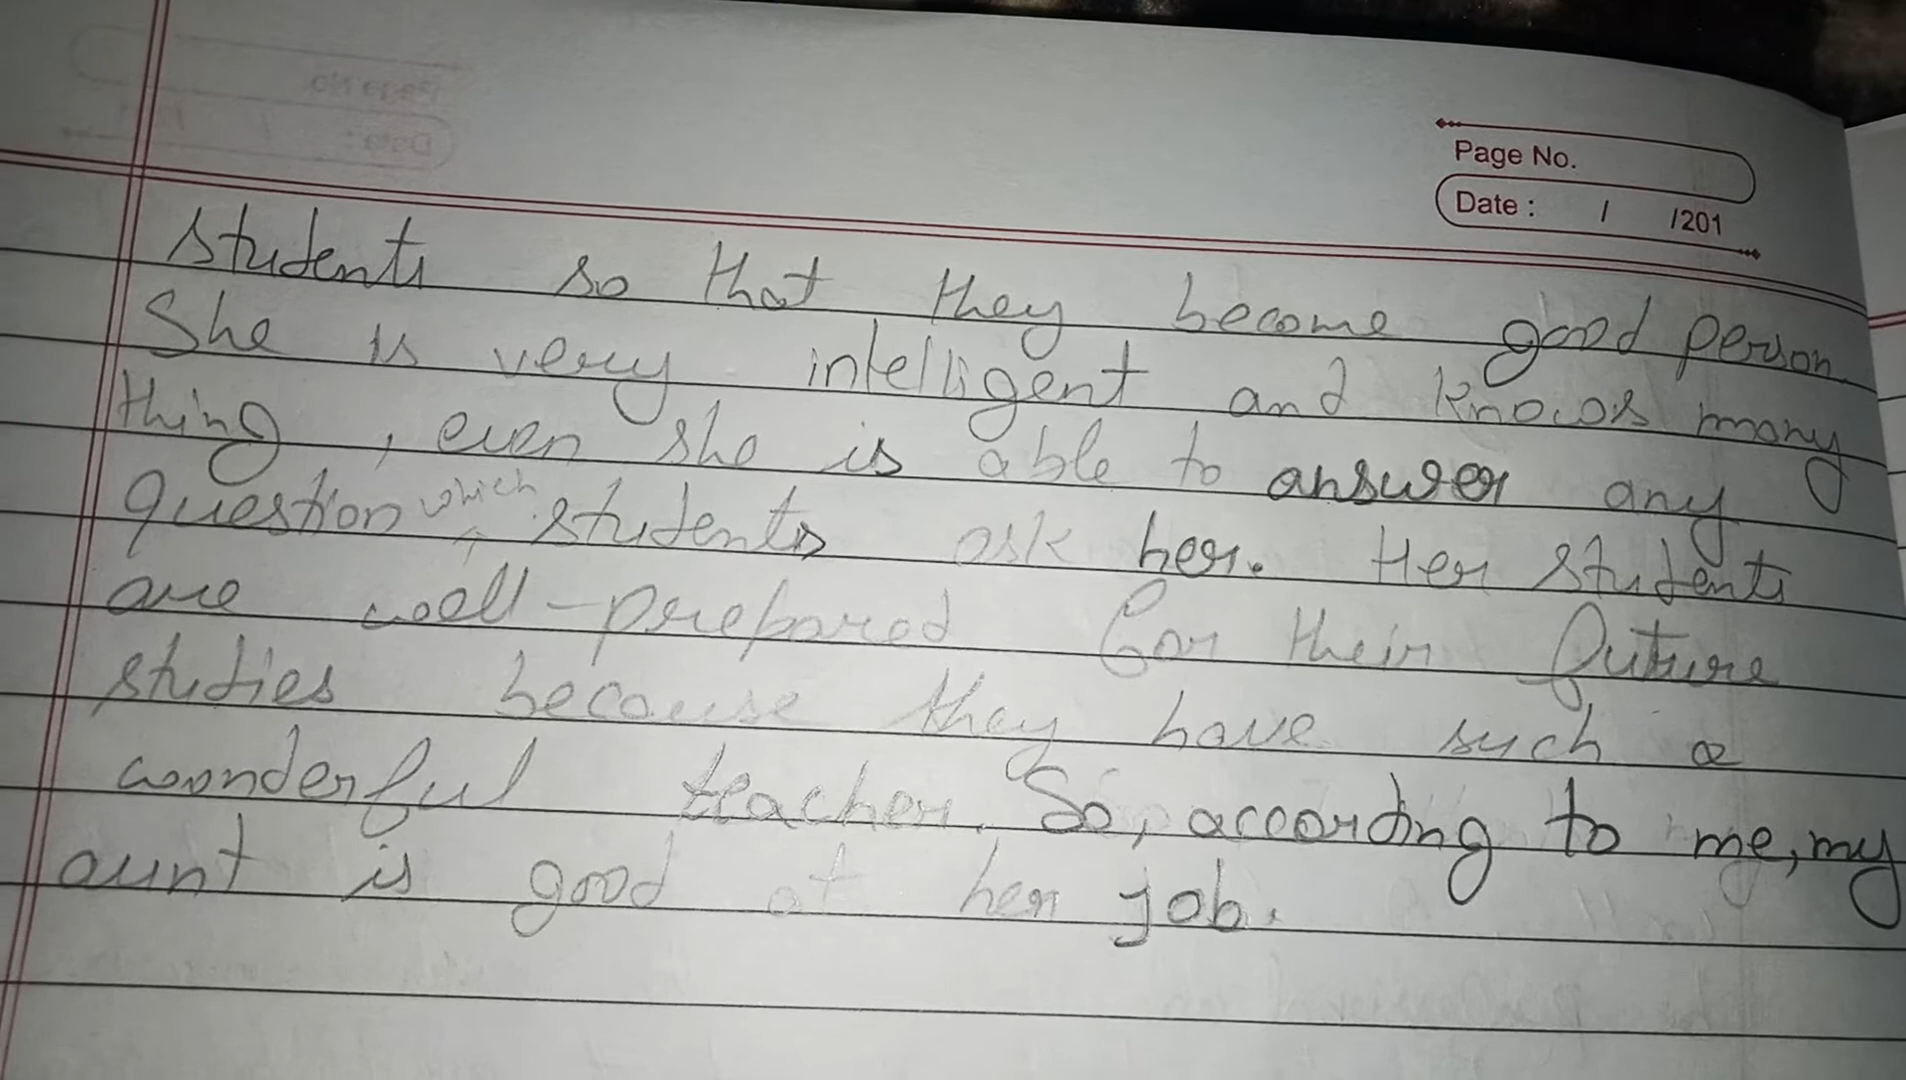 Page No.
Date : / /201
students so that they become good person.
She is very intelligent and knows many
thing, even she is able to answer any
question which students ask her. Her students
are well-prepared for their future
studies because they have such a
wonderful teacher. So, according to me, my
aunt is good at her job.